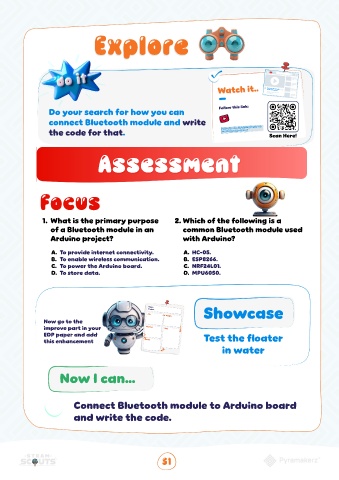 Explore
do it
Watch it..
Follow this link:
Scan Here!
Do your search for how you can
connect Bluetooth module and write
the code for that.
Assessment
Focus
1. What is the primary purpose
of a Bluetooth module in an
Arduino project?
A. To provide internet connectivity.
B. To enable wireless communication.
C. To power the Arduino board.
D. To store data.
2. Which of the following is a
common Bluetooth module used
with Arduino?
A. HC-05.
B. ESP8266.
C. NRF24L01.
D. MPU6050.
Now go to the
improve part in your
EDP paper and add
this enhancement
Showcase
Test the floater
in water
Now I can...
Connect Bluetooth module to Arduino board
and write the code.
STEAM
SCOUTS
51
Pyramakerz